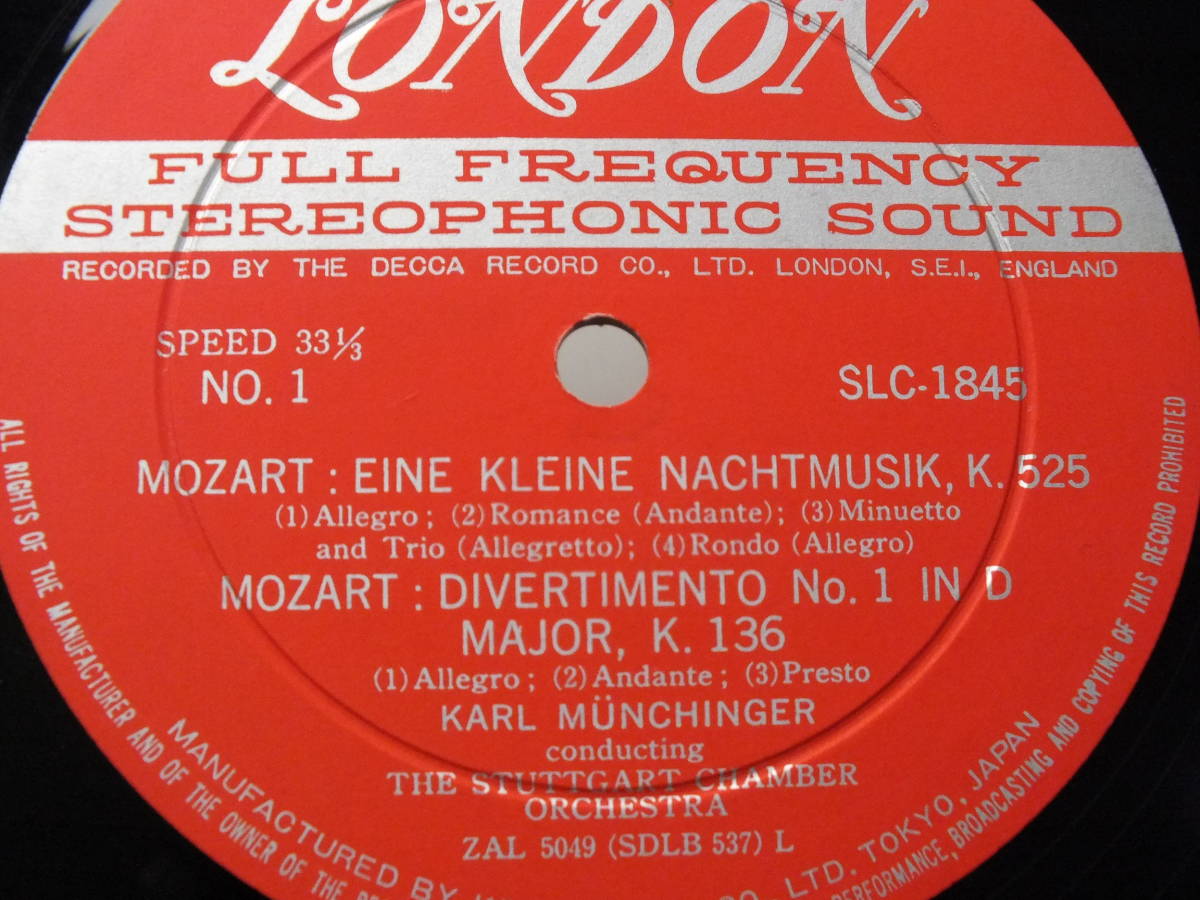 LONDON
FULL FREQUENCY
STEREOPHONIC SOUND
RECORDED BY THE DECCA RECORD CO., LTD. LONDON, S.E.I., ENGLAND
SPEED 33⅓
NO. 1
SLC-1845
MOZART : EINE KLEINE NACHTMUSIK, K. 525
(1) Allegro ; (2) Romance (Andante) ; (3) Minuetto
and Trio (Allegretto) ; (4) Rondo (Allegro)
MOZART : DIVERTIMENTO No. 1 IN D
MAJOR, K. 136
(1) Allegro ; (2) Andante ; (3) Presto
KARL MÜNCHINGER
conducting
THE STUTTGART CHAMBER
ORCHESTRA
ZAL 5049 (SDLB 537) L
MANUFACTURED BY CO., LTD. TOKYO, JAPAN
ALL RIGHTS OF THE MANUFACTURER AND OF THE OWNER OF THE PERFORMANCE, BROADCASTING AND COPYING OF THIS RECORD PROHIBITED